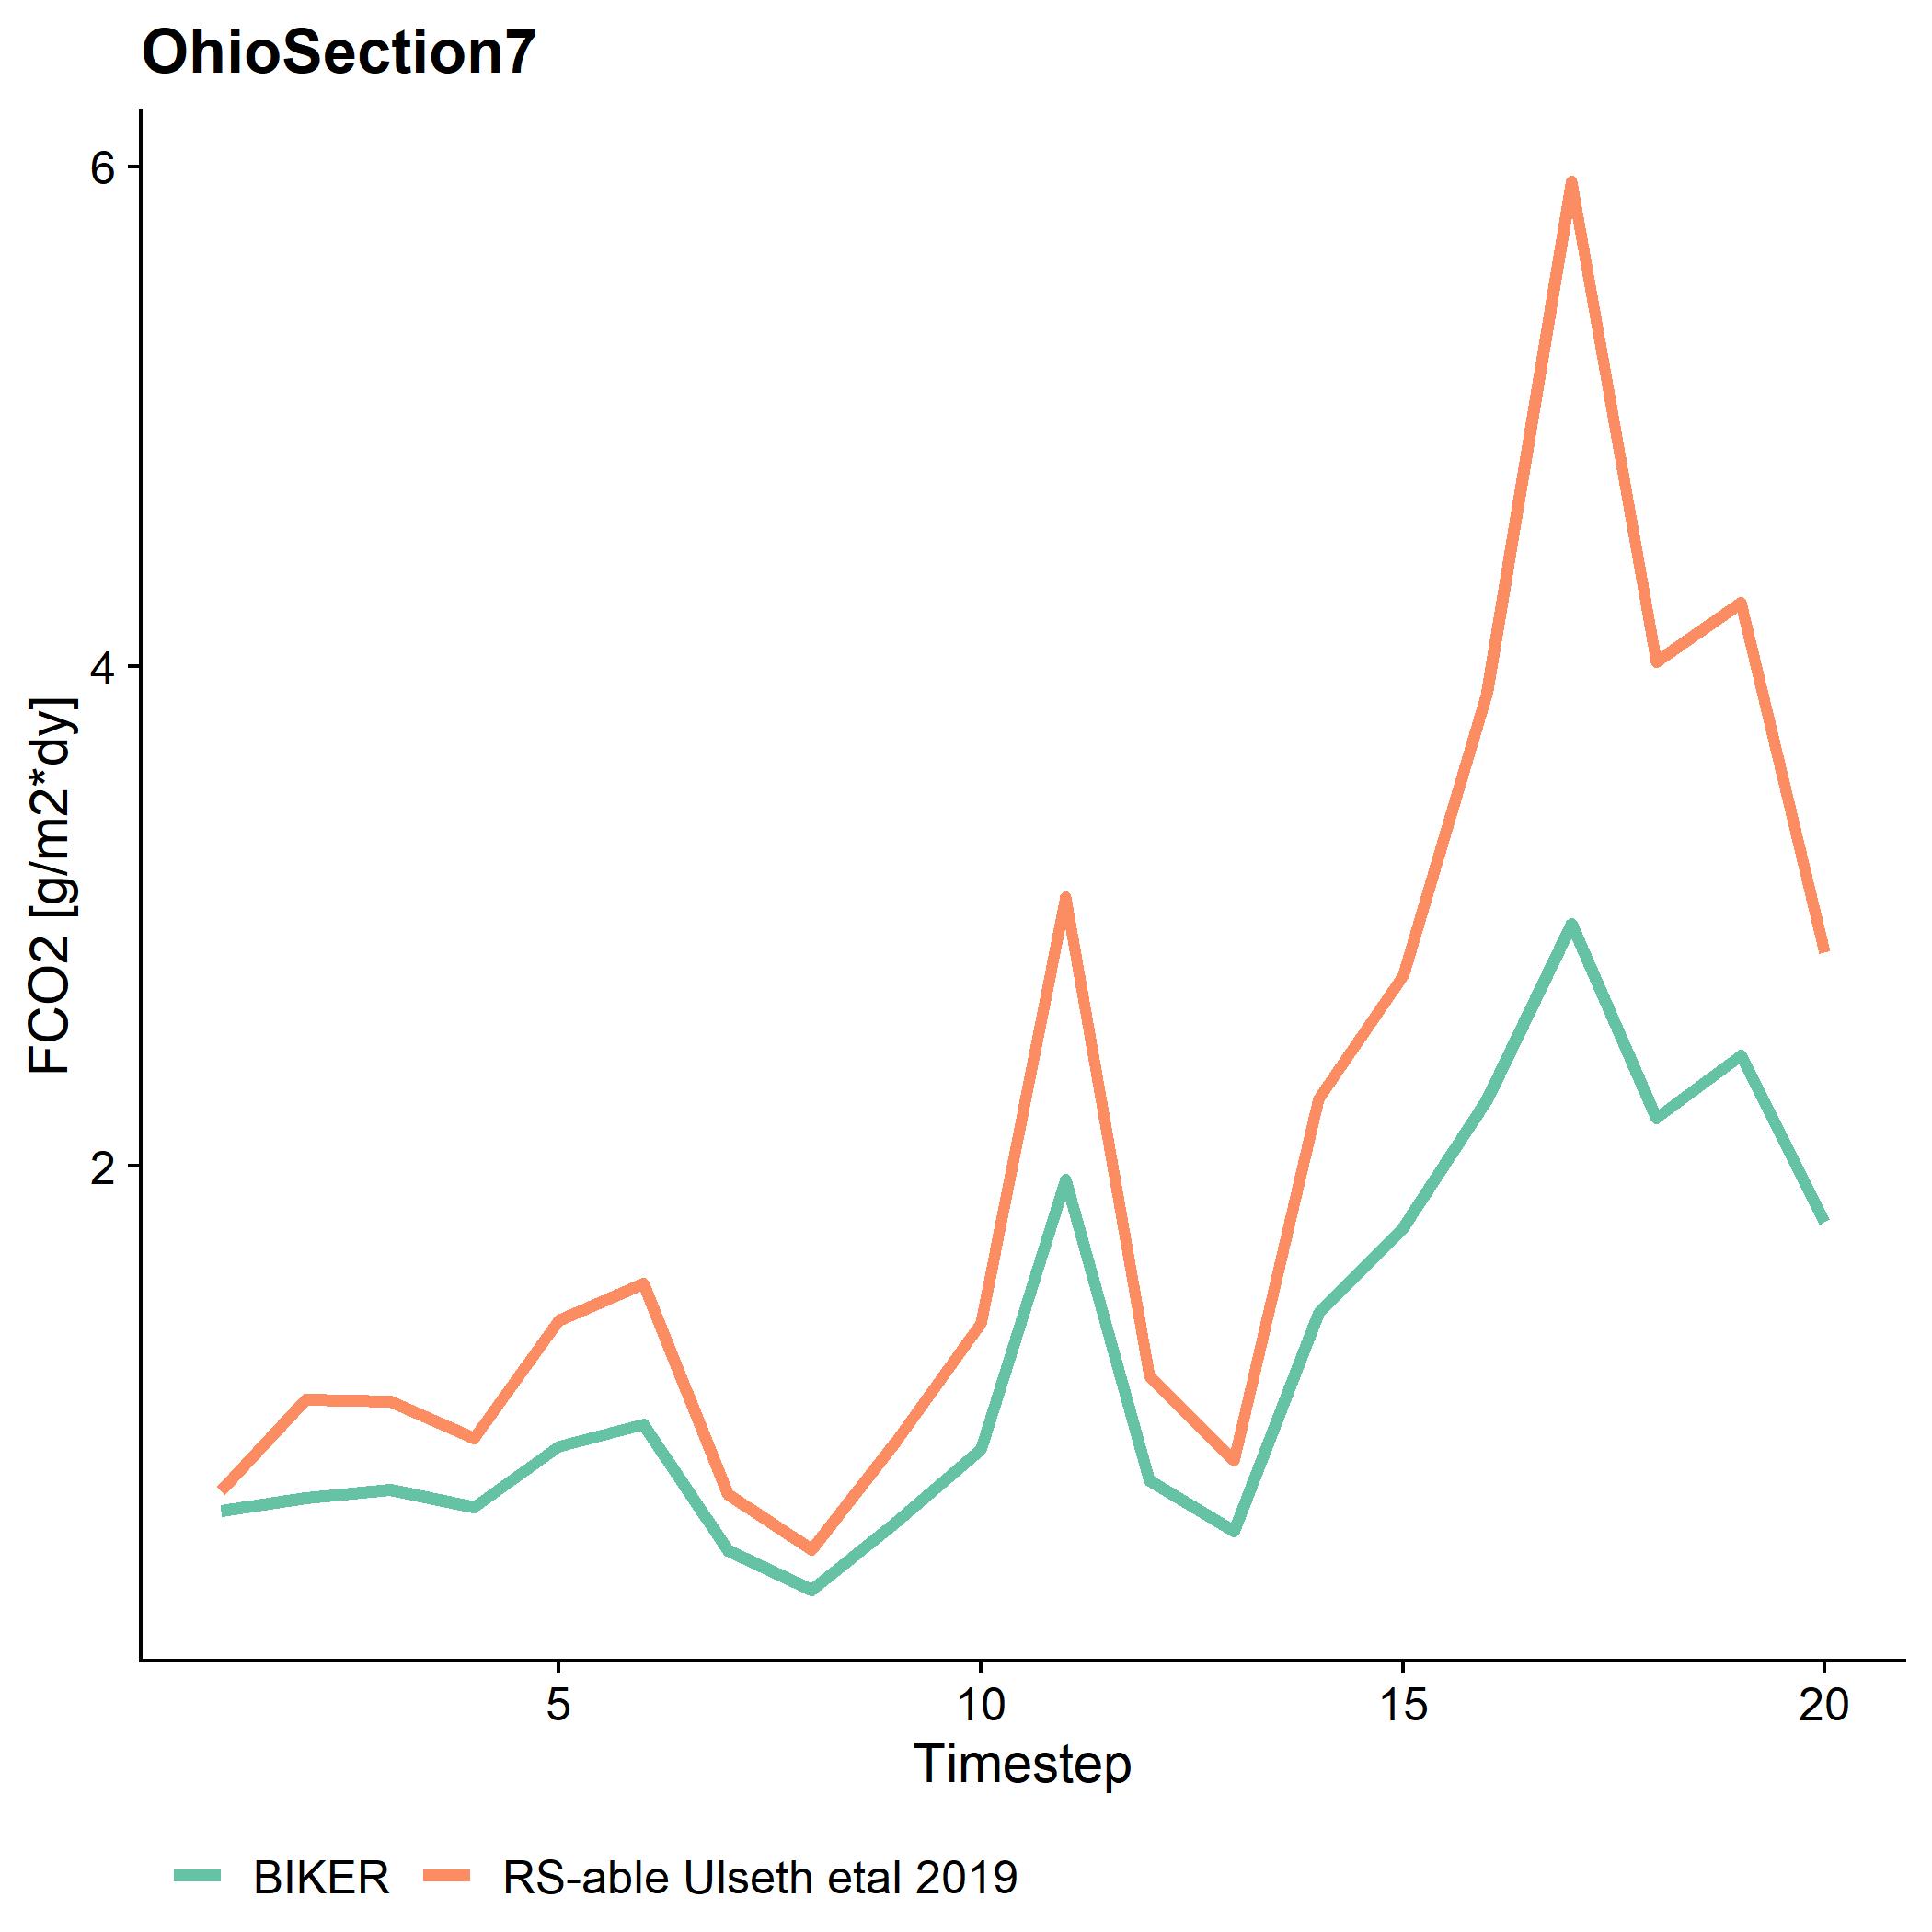 OhioSection7
6
4
2
FCO2 [g/m2*dy]
5 10 15 20
Timestep
BIKER RS-able Ulseth etal 2019